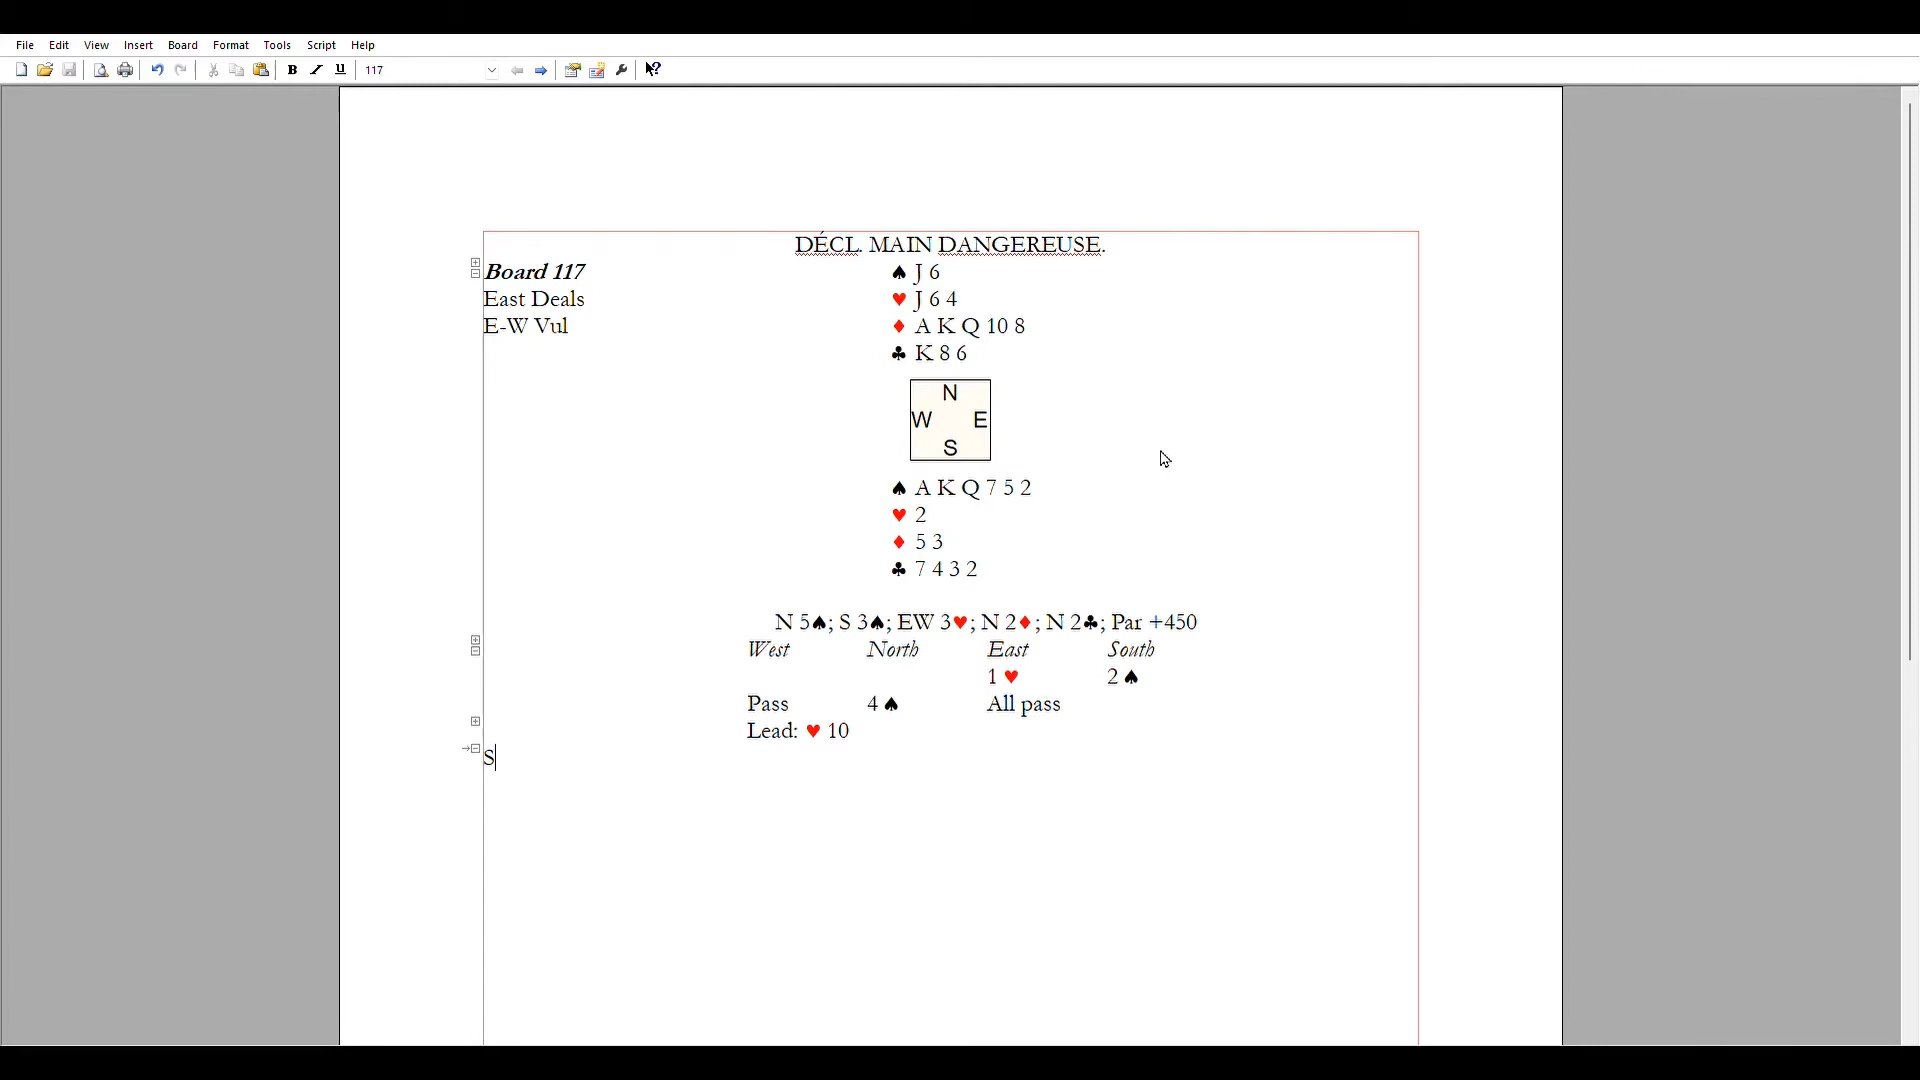 File Edit View Insert Board Format Tools Script Help
B I U 117
DÉCL. MAIN DANGEREUSE.
Board 117
East Deals
E-W Vul
♠ J 6
♥ J 6 4
♦ A K Q 10 8
♣ K 8 6
N
W E
S
♠ A K Q 7 5 2
♥ 2
♦ 5 3
♣ 7 4 3 2
N 5♠; S 3♠; EW 3♥; N 2♦; N 2♣; Par +450
West North East South
1 ♥ 2 ♠
Pass 4 ♠ All pass
Lead: ♥ 10
S